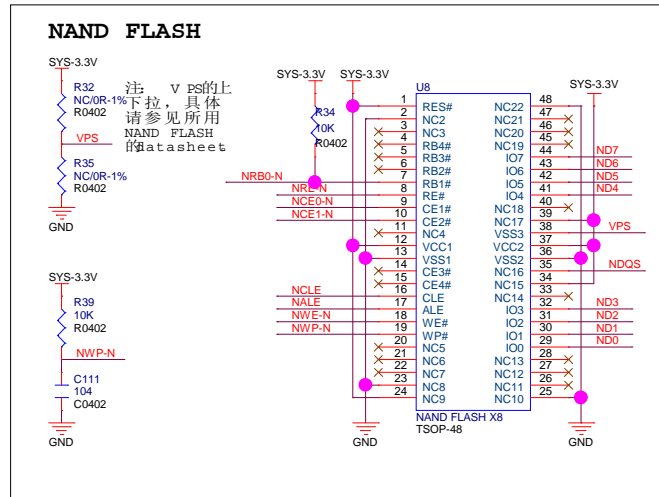 NAND FLASH
SYS-3.3V
R32
NC/0R-1%
R0402
VPS
R35
NC/0R-1%
R0402
GND
注: VPS的上
下拉,具体
请参见所用
NAND FLASH
的datasheet
SYS-3.3V
R39
10K
R0402
NWP-N
C111
104
C0402
GND
SYS-3.3V SYS-3.3V
R34
10K
R0402
U8
SYS-3.3V
1 RES# NC22 48
2 NC2 NC21 47
3 NC3 NC20 46
4 RB4# NC19 45
5 RB3# IO7 44 ND7
6 RB2# IO6 43 ND6
NRB0-N 7 RB1# IO5 42 ND5
NRE-N 8 RE# IO4 41 ND4
NCE0-N 9 CE1# NC18 40
NCE1-N 10 CE2# NC17 39
11 NC4 VSS3 38 VPS
12 VCC1 VCC2 37
13 VSS1 VSS2 36
14 CE3# NC16 35 NDQS
15 CE4# NC15 34
NCLE 16 CLE NC14 33
NALE 17 ALE IO3 32 ND3
NWE-N 18 WE# IO2 31 ND2
NWP-N 19 WP# IO1 30 ND1
20 NC5 IO0 29 ND0
21 NC6 NC13 28
22 NC7 NC12 27
23 NC8 NC11 26
24 NC9 NC10 25
NAND FLASH X8
TSOP-48
GND GND